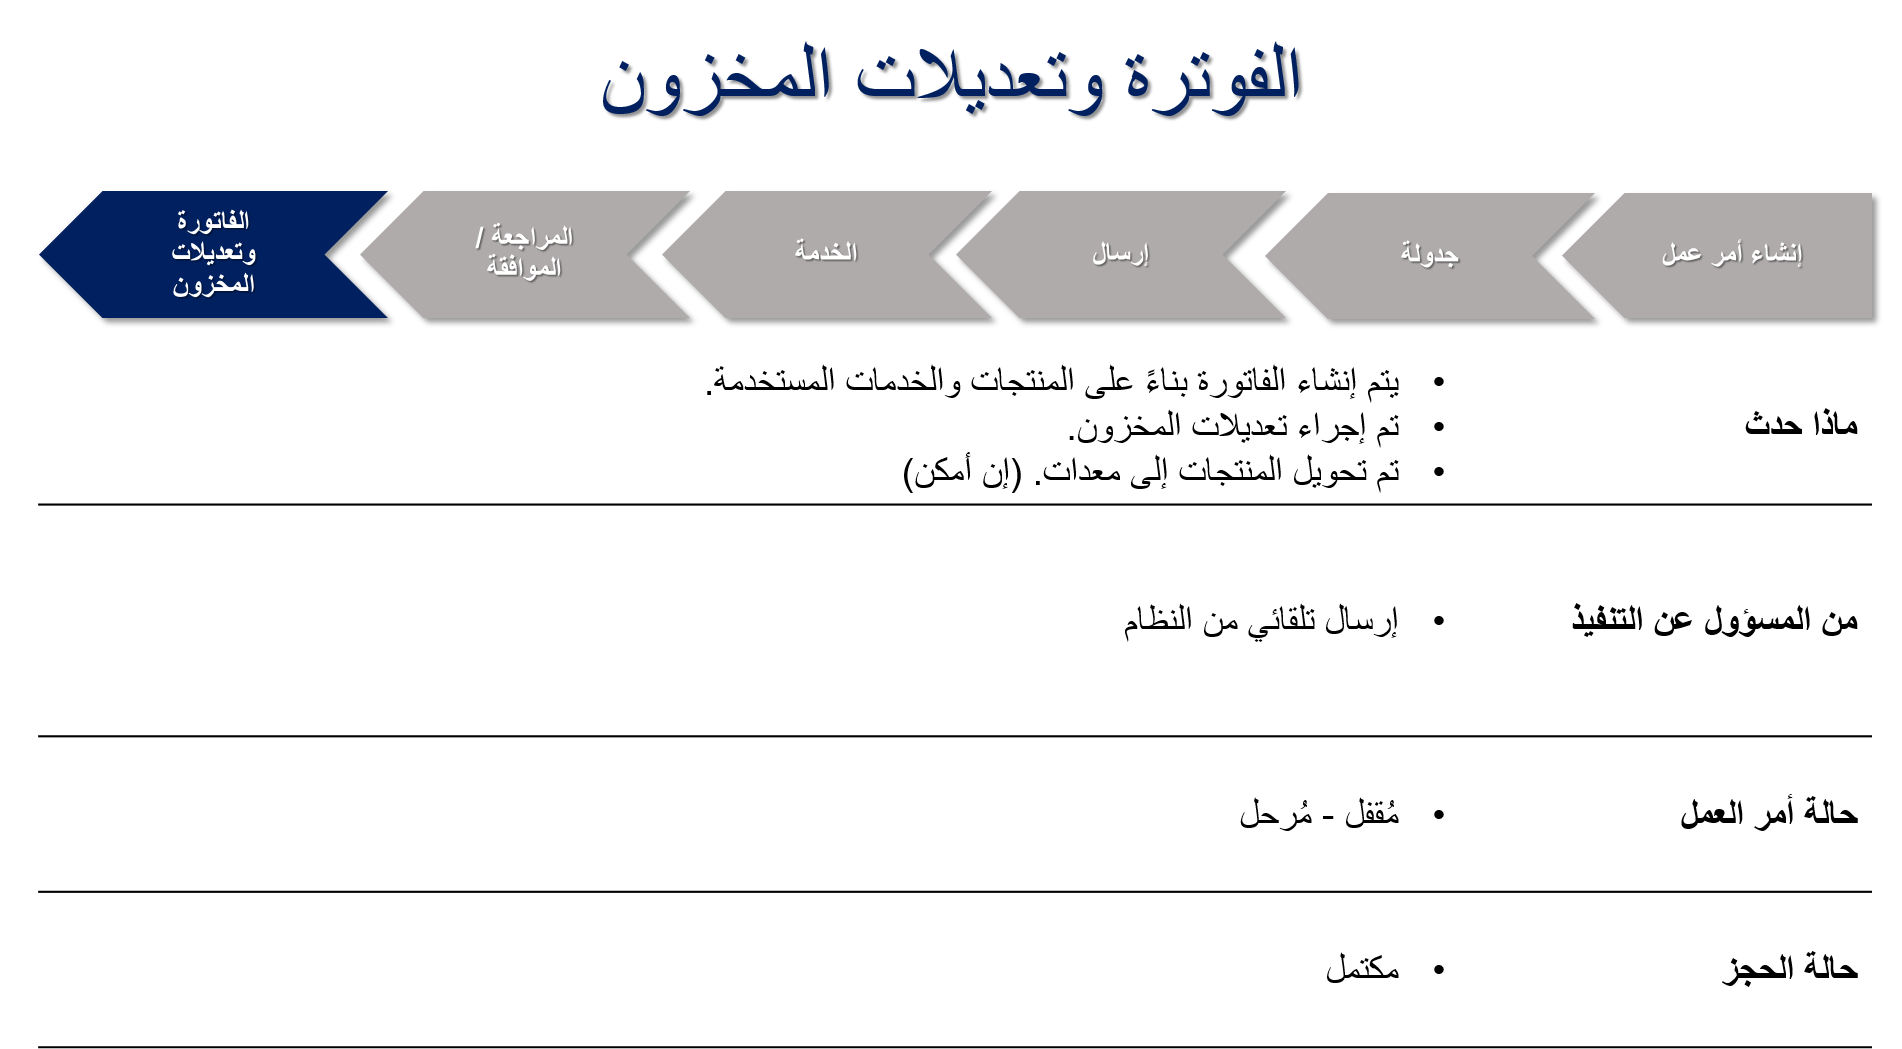 الفوترة وتعديلات المخزون
إنشاء أمر عمل
جدولة
إرسال
الخدمة
المراجعة /
الموافقة
الفاتورة
وتعديلات
المخزون
ماذا حدث
• يتم إنشاء الفاتورة بناءً على المنتجات والخدمات المستخدمة.
• تم إجراء تعديلات المخزون.
• تم تحويل المنتجات إلى معدات. (إن أمكن)
من المسؤول عن التنفيذ
• إرسال تلقائي من النظام
حالة أمر العمل
• مُقفل - مُرحل
حالة الحجز
• مكتمل